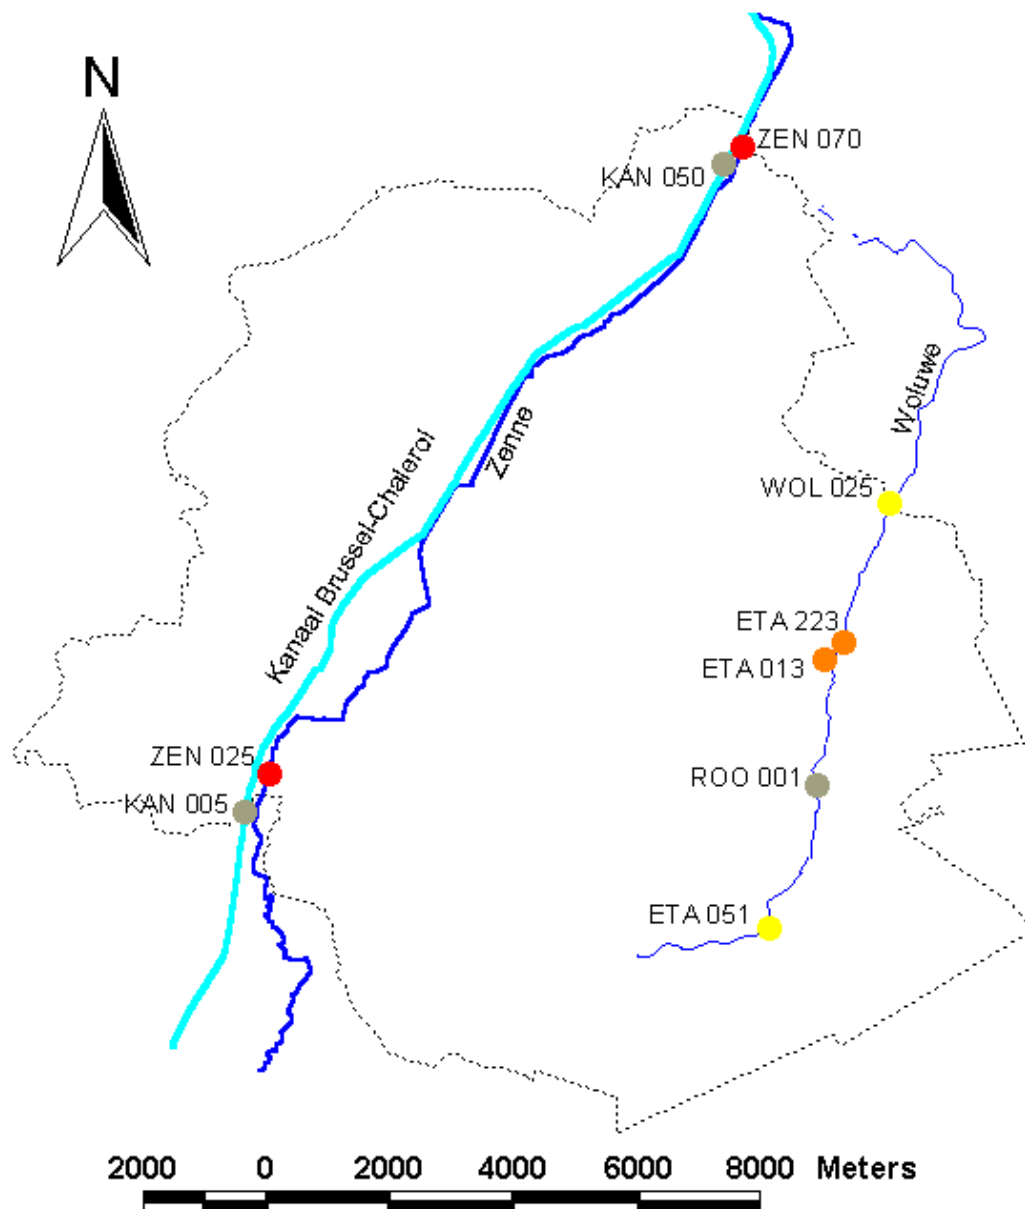 N
ZEN 070
KAN 050
Woluwe
Zenne
Kanaal Brussel-Chaleroi
WOL 025
ETA 223
ETA 013
ZEN 025
ROO 001
KAN 005
ETA 051
2000 0 2000 4000 6000 8000 Meters